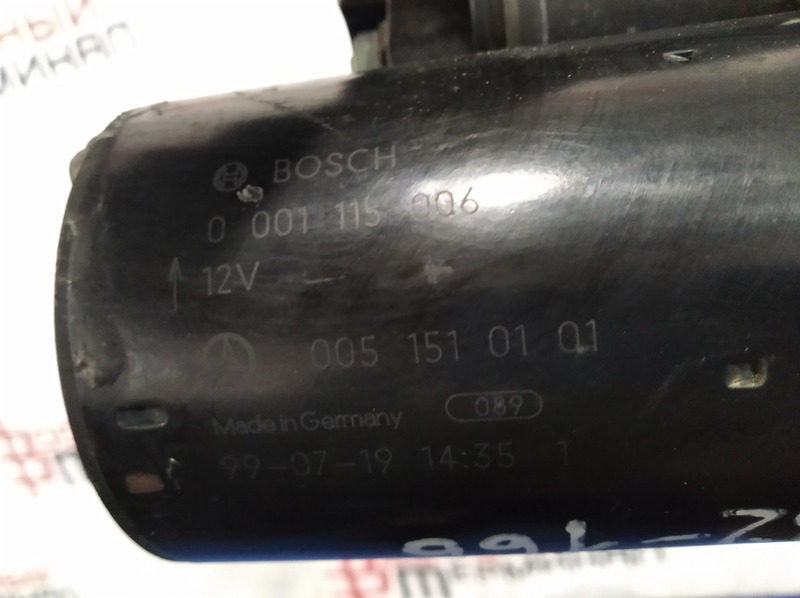 BOSCH
0 001 115 006
12V
005 151 01 01
Made in Germany 089
99-07-19 14:35 1